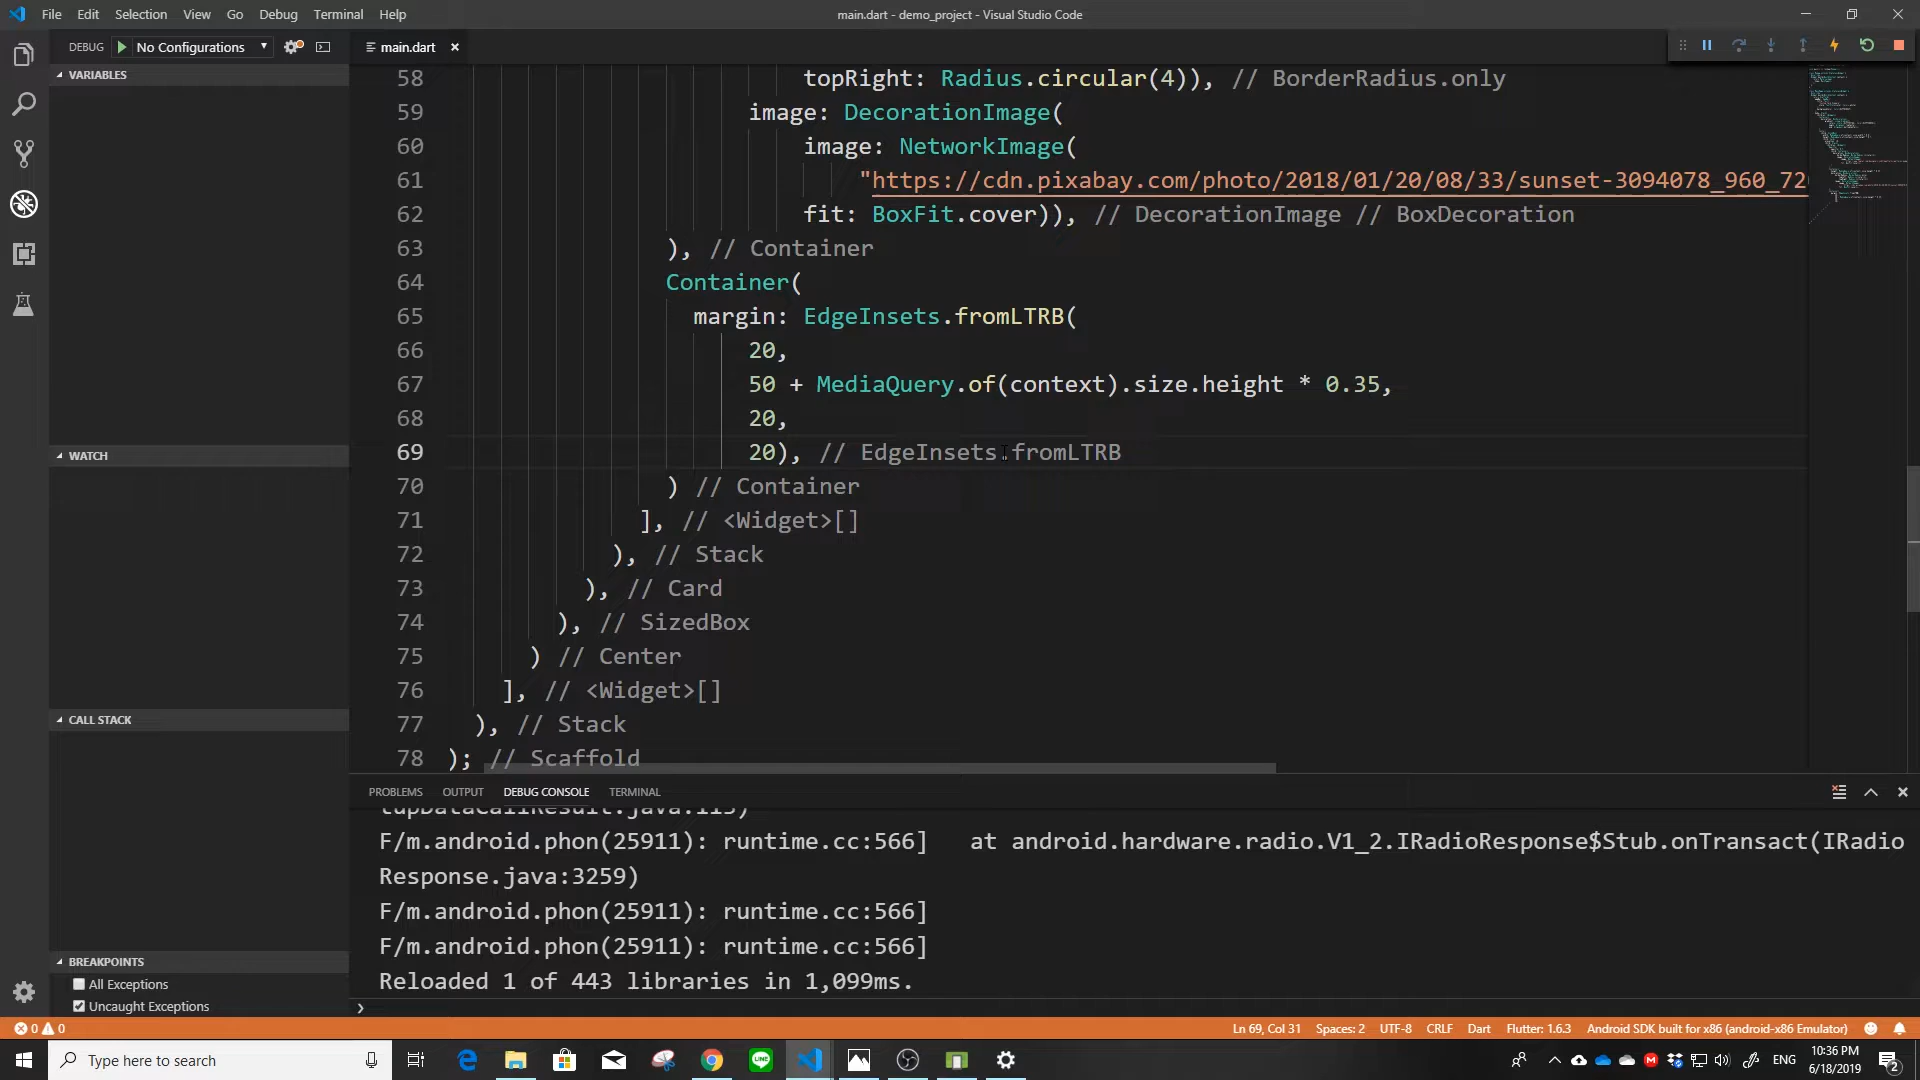 File Edit Selection View Go Debug Terminal Help
main.dart - demo_project - Visual Studio Code
DEBUG No Configurations
main.dart
VARIABLES
WATCH
CALL STACK
BREAKPOINTS
All Exceptions
Uncaught Exceptions
58 topRight: Radius.circular(4)), // BorderRadius.only
59 image: DecorationImage(
60 image: NetworkImage(
61 "https://cdn.pixabay.com/photo/2018/01/20/08/33/sunset-3094078_960_72
62 fit: BoxFit.cover)), // DecorationImage // BoxDecoration
63 ), // Container
64 Container(
65 margin: EdgeInsets.fromLTRB(
66 20,
67 50 + MediaQuery.of(context).size.height * 0.35,
68 20,
69 20), // EdgeInsets.fromLTRB
70 ) // Container
71 ], // <Widget>[]
72 ), // Stack
73 ), // Card
74 ), // SizedBox
75 ) // Center
76 ], // <Widget>[]
77 ), // Stack
78 ); // Scaffold
PROBLEMS OUTPUT DEBUG CONSOLE TERMINAL
F/m.android.phon(25911): runtime.cc:566] at android.hardware.radio.V1_2.IRadioResponse$Stub.onTransact(IRadio
Response.java:3259)
F/m.android.phon(25911): runtime.cc:566]
F/m.android.phon(25911): runtime.cc:566]
Reloaded 1 of 443 libraries in 1,099ms.
0 0
Ln 69, Col 31 Spaces: 2 UTF-8 CRLF Dart Flutter: 1.6.3 Android SDK built for x86 (android-x86 Emulator)
Type here to search
LINE
ENG
10:36 PM
6/18/2019
2